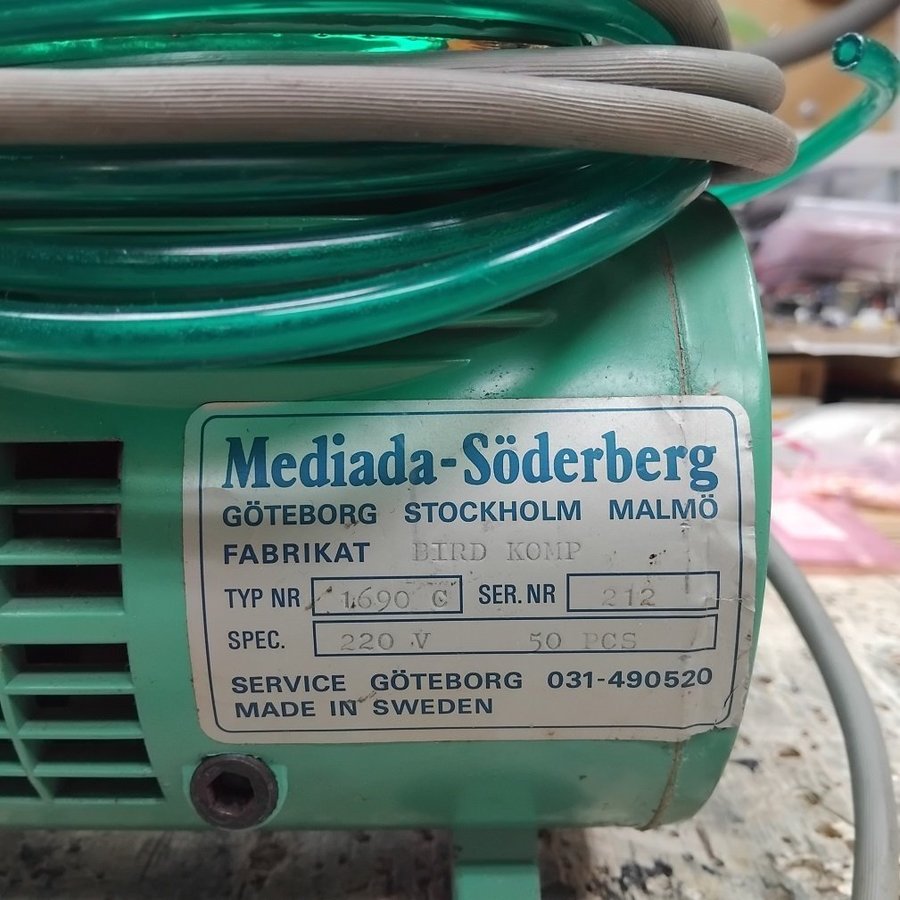 Mediada-Söderberg
GÖTEBORG STOCKHOLM MALMÖ
FABRIKAT BIRD KOMP
TYP NR 1690 C SER. NR 212
SPEC. 220 V 50 PCS
SERVICE GÖTEBORG 031-490520
MADE IN SWEDEN